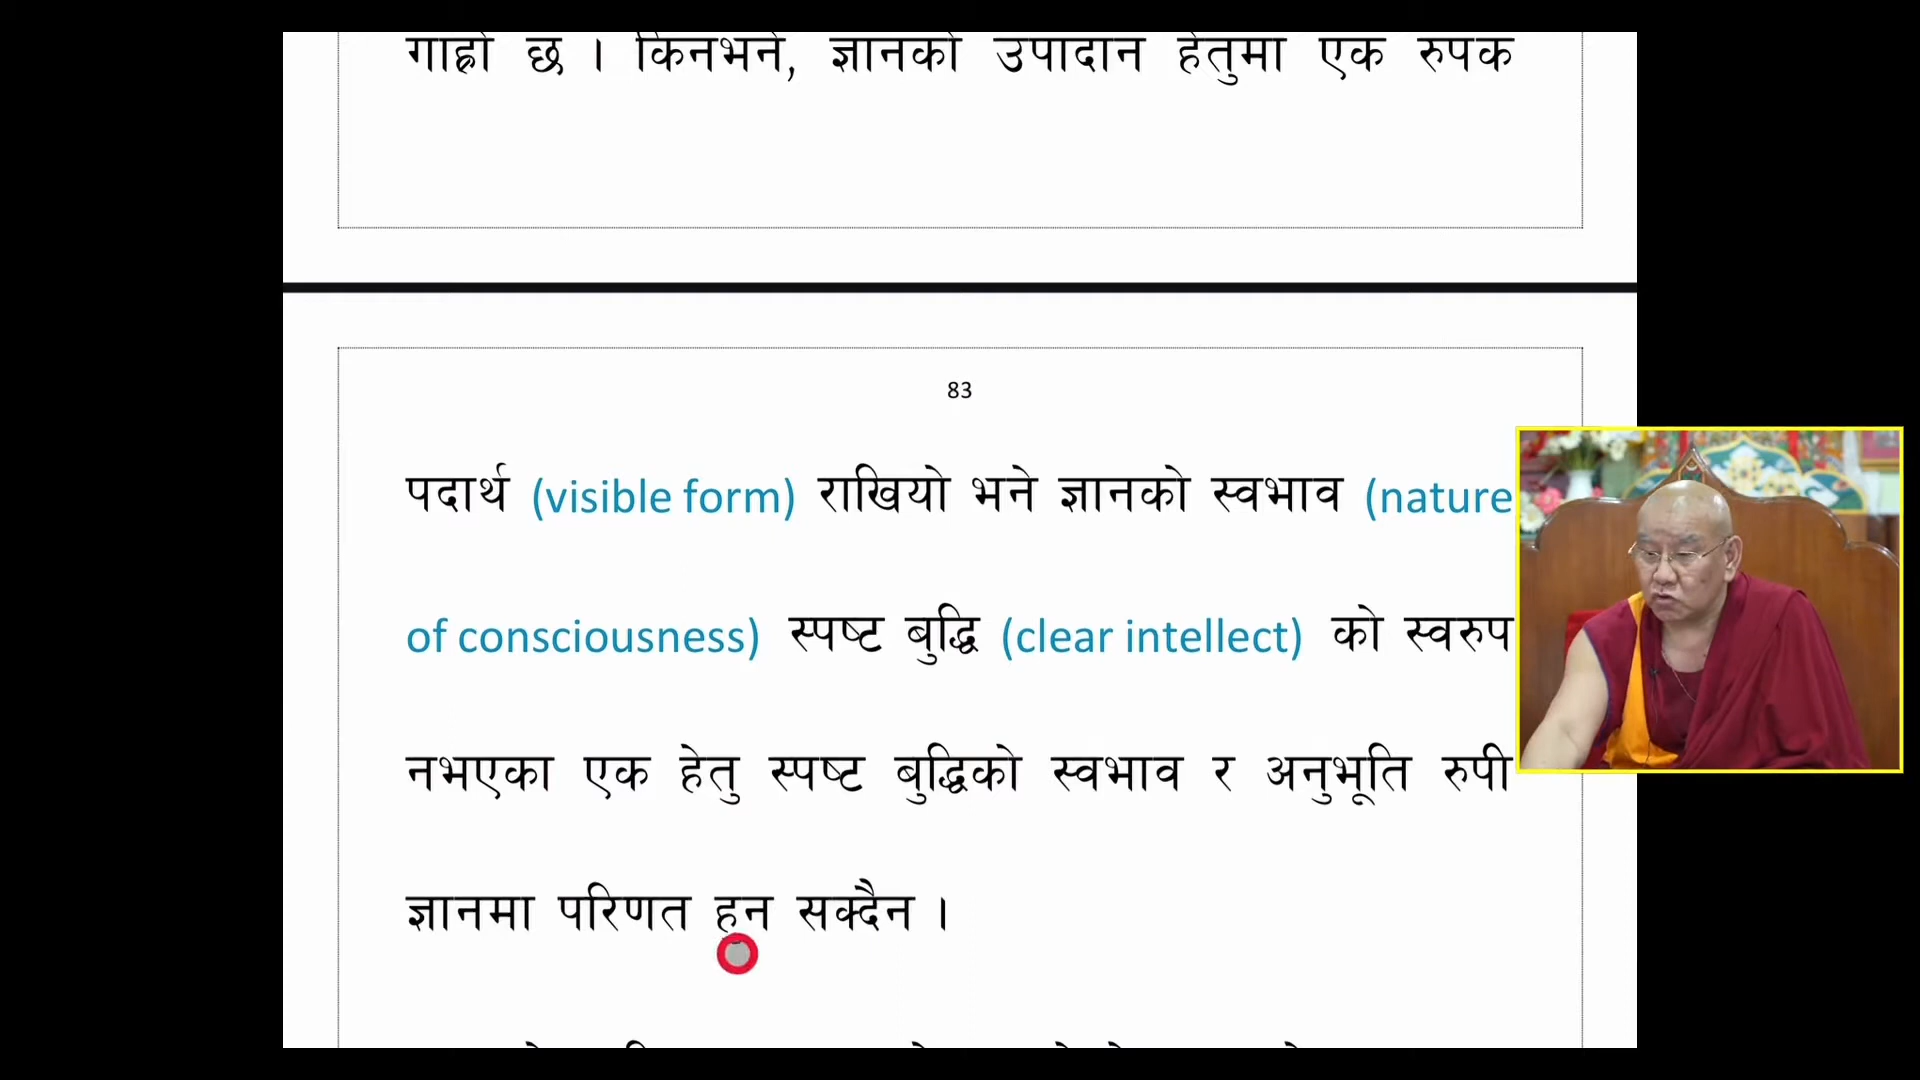 गाह्रो छ । किनभने, ज्ञानको उपादान हेतुमा एक रुपक
83
पदार्थ (visible form) राखियो भने ज्ञानको स्वभाव (nature
of consciousness) स्पष्ट बुद्धि (clear intellect) को स्वरुप
नभएका एक हेतु स्पष्ट बुद्धिको स्वभाव र अनुभूति रुपी
ज्ञानमा परिणत हुन सक्दैन ।